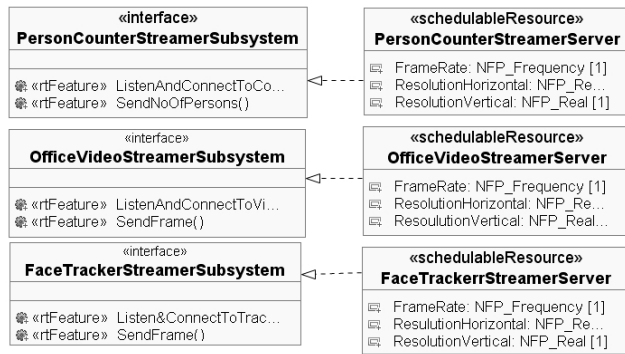 «interface»
PersonCounterStreamerSubsystem
«rtFeature» ListenAndConnectToCo...
«rtFeature» SendNoOfPersons()
«schedulableResource»
PersonCounterStreamerServer
FrameRate: NFP_Frequency [1]
ResolutionHorizontal: NFP_Re...
ResolutionVertical: NFP_Real [1]
«interface»
OfficeVideoStreamerSubsystem
«rtFeature» ListenAndConnectToVi...
«rtFeature» SendFrame()
«schedulableResource»
OfficeVideoStreamerServer
FrameRate: NFP_Frequency [1]
ResolutionHorizontal: NFP_Re...
ResoulutionVertical: NFP_Real...
«interface»
FaceTrackerStreamerSubsystem
«rtFeature» Listen&ConnectToTrac...
«rtFeature» SendFrame()
«schedulableResource»
FaceTrackerrStreamerServer
FrameRate: NFP_Frequency [1]
ResulutionHorizontal: NFP_Re...
ResolutionVertical: NFP_Real [1]